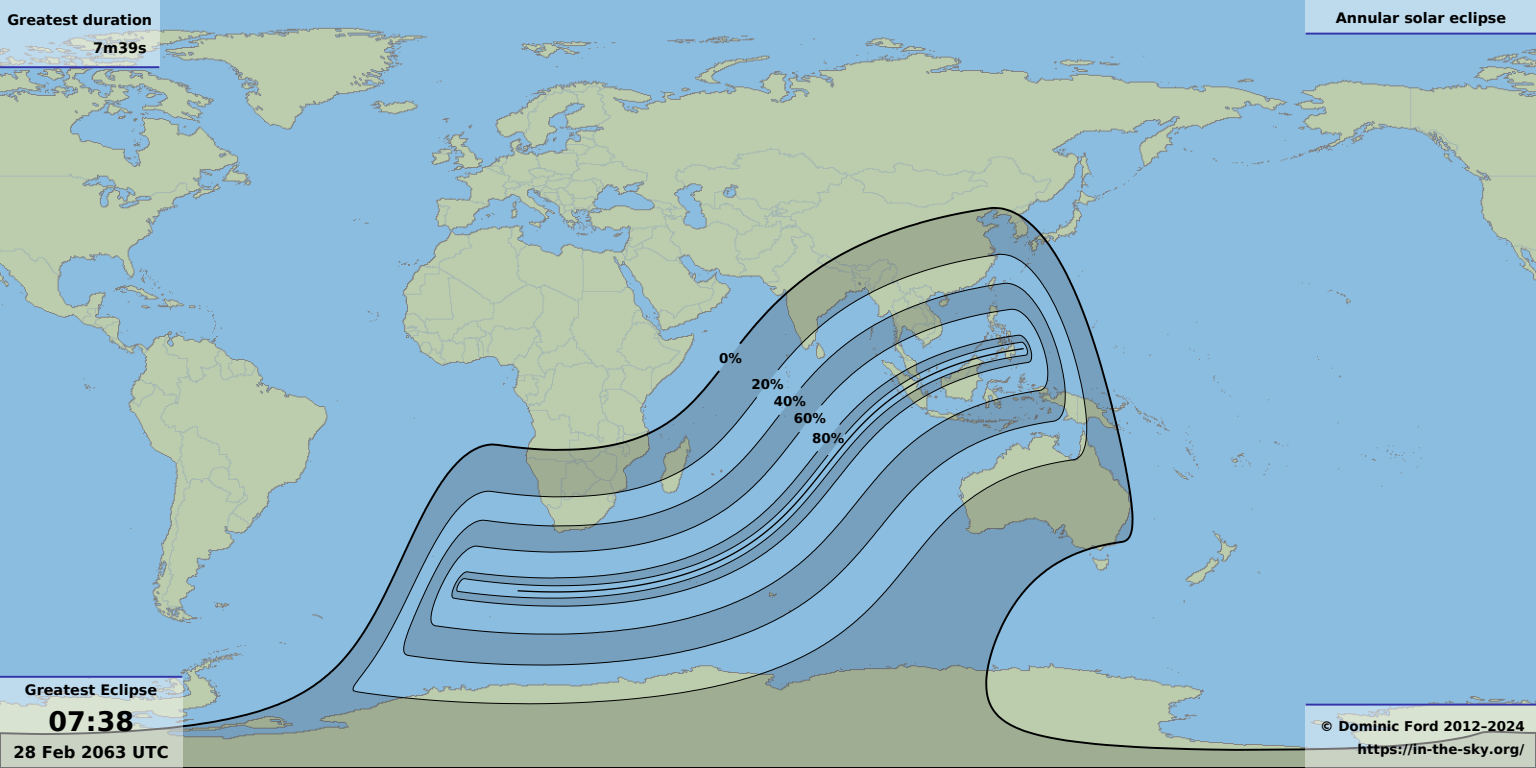 Greatest duration
7m39s
Annular solar eclipse
0%
20%
40%
60%
80%
Greatest Eclipse
07:38
28 Feb 2063 UTC
© Dominic Ford 2012–2024
https://in-the-sky.org/